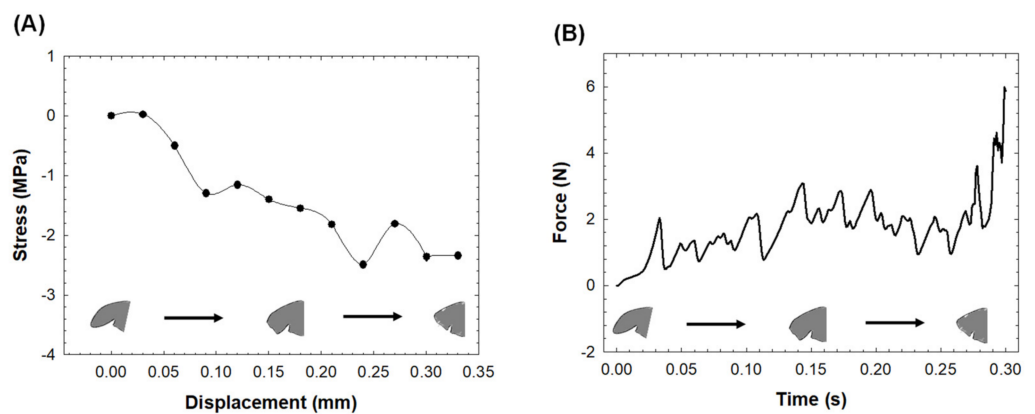 (A)
1
0
-1
-2
-3
-4
Stress (MPa)
0.00 0.05 0.10 0.15 0.20 0.25 0.30 0.35
Displacement (mm)
(B)
6
4
2
0
-2
Force (N)
0.00 0.05 0.10 0.15 0.20 0.25 0.30
Time (s)